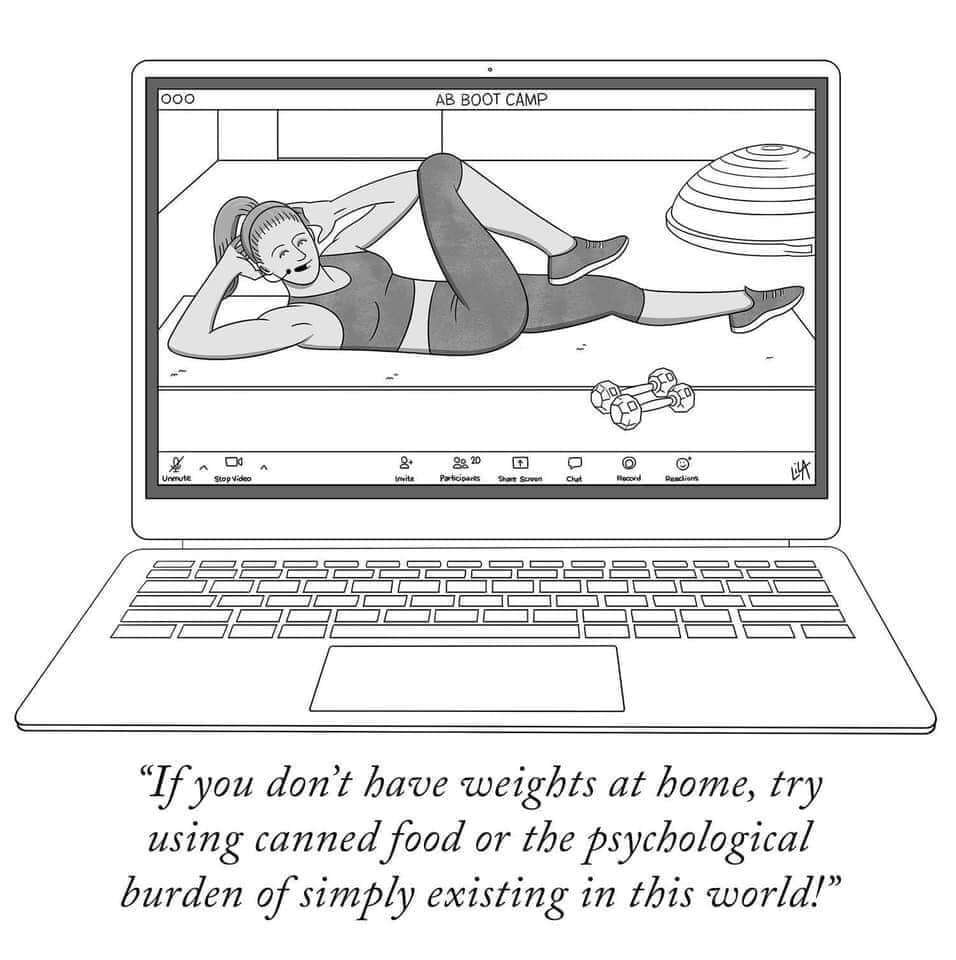 AB BOOT CAMP
Unmute
Stop Video
Invite
Participants
20
Share Screen
Chat
Record
Reactions
LiLA
“If you don’t have weights at home, try
using canned food or the psychological
burden of simply existing in this world!”